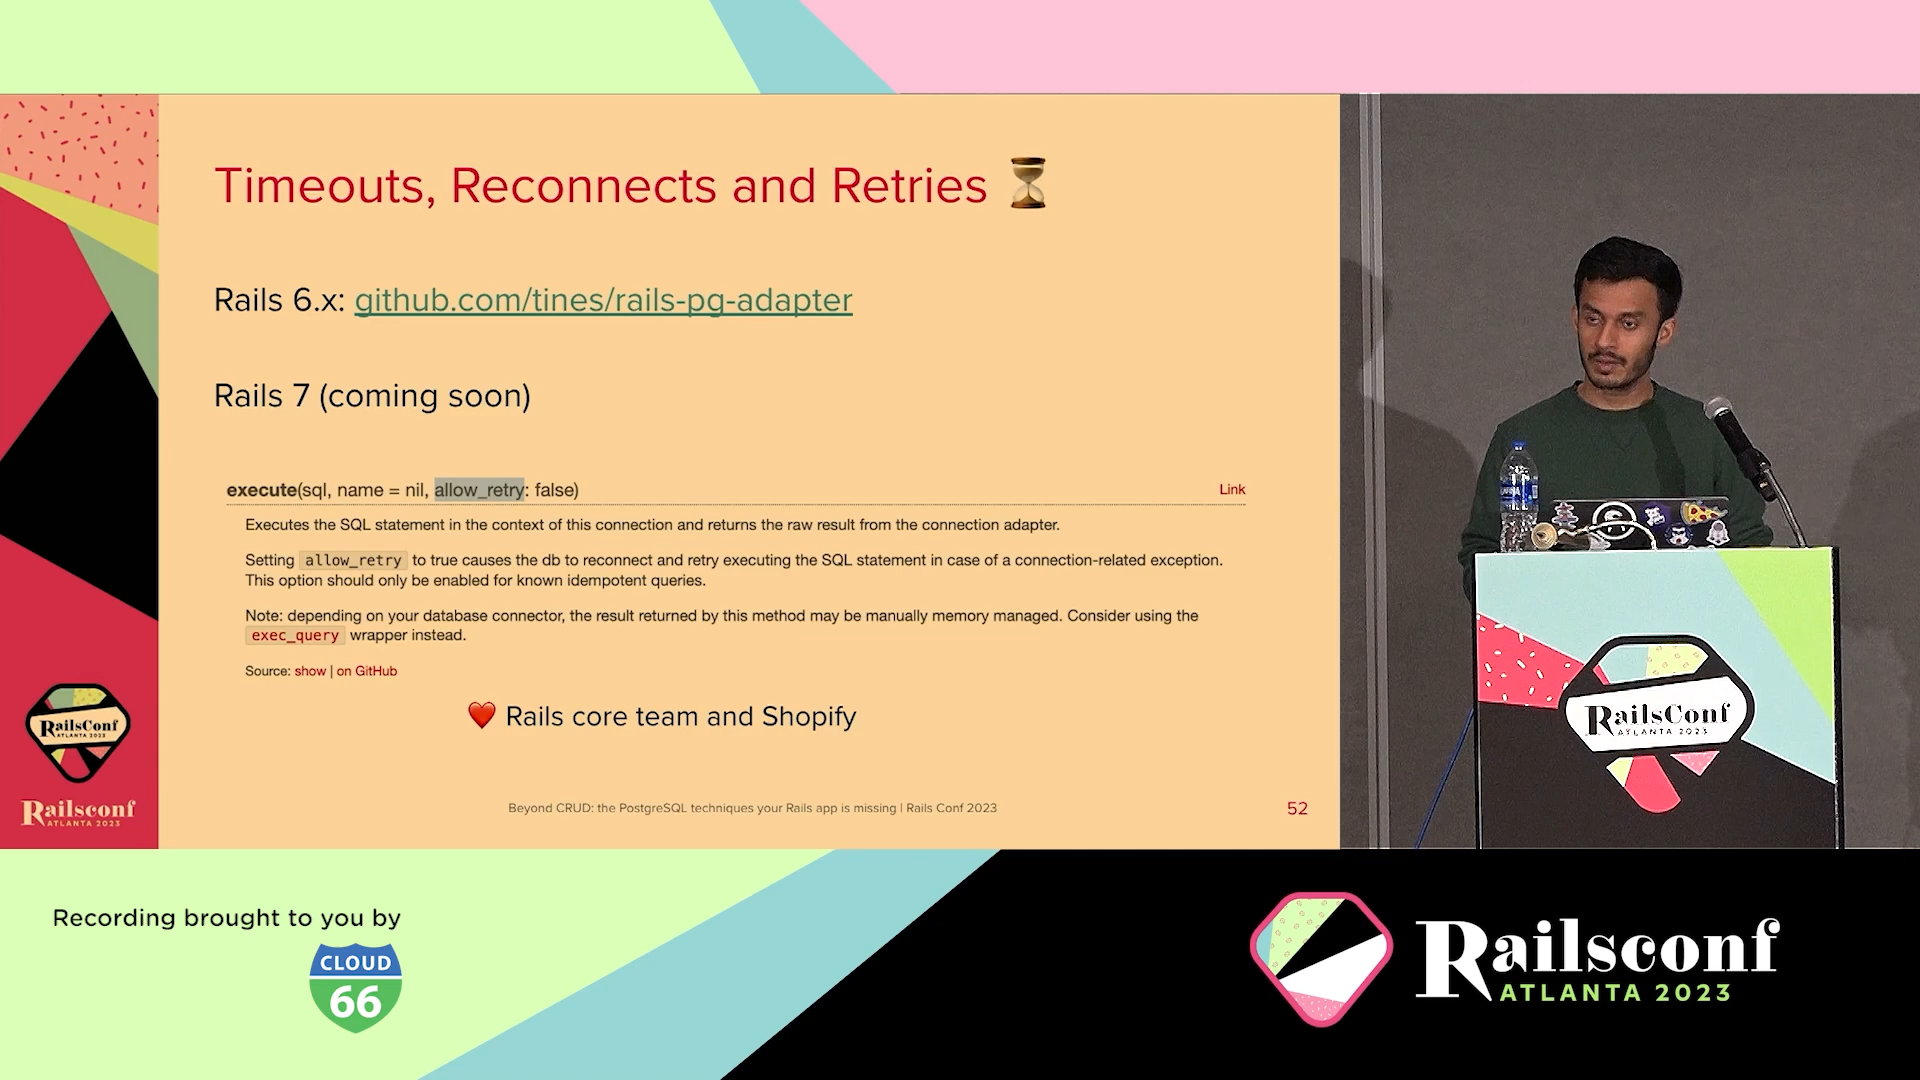 Timeouts, Reconnects and Retries ⏳
Rails 6.x: github.com/tines/rails-pg-adapter
Rails 7 (coming soon)
execute(sql, name = nil, allow_retry: false)
Link
Executes the SQL statement in the context of this connection and returns the raw result from the connection adapter.
Setting allow_retry to true causes the db to reconnect and retry executing the SQL statement in case of a connection-related exception.
This option should only be enabled for known idempotent queries.
Note: depending on your database connector, the result returned by this method may be manually memory managed. Consider using the
exec_query wrapper instead.
Source: show | on GitHub
❤️ Rails core team and Shopify
Beyond CRUD: the PostgreSQL techniques your Rails app is missing | Rails Conf 2023
52
RailsConf
ATLANTA 2023
Railsconf
ATLANTA 2023
RailsConf
ATLANTA 2023
Recording brought to you by
CLOUD
66
Railsconf
ATLANTA 2023